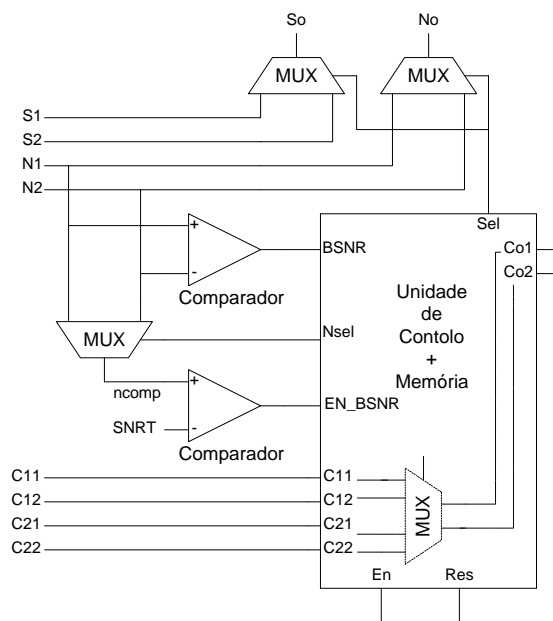 So
No
MUX
MUX
S1
S2
N1
N2
Sel
+
-
BSNR
Co1
Co2
Comparador
Unidade
de
Contolo
+
Memória
MUX
Nsel
ncomp
+
EN_BSNR
SNRT
-
Comparador
C11
C11
C12
C12
C21
C21
C22
C22
MUX
En
Res